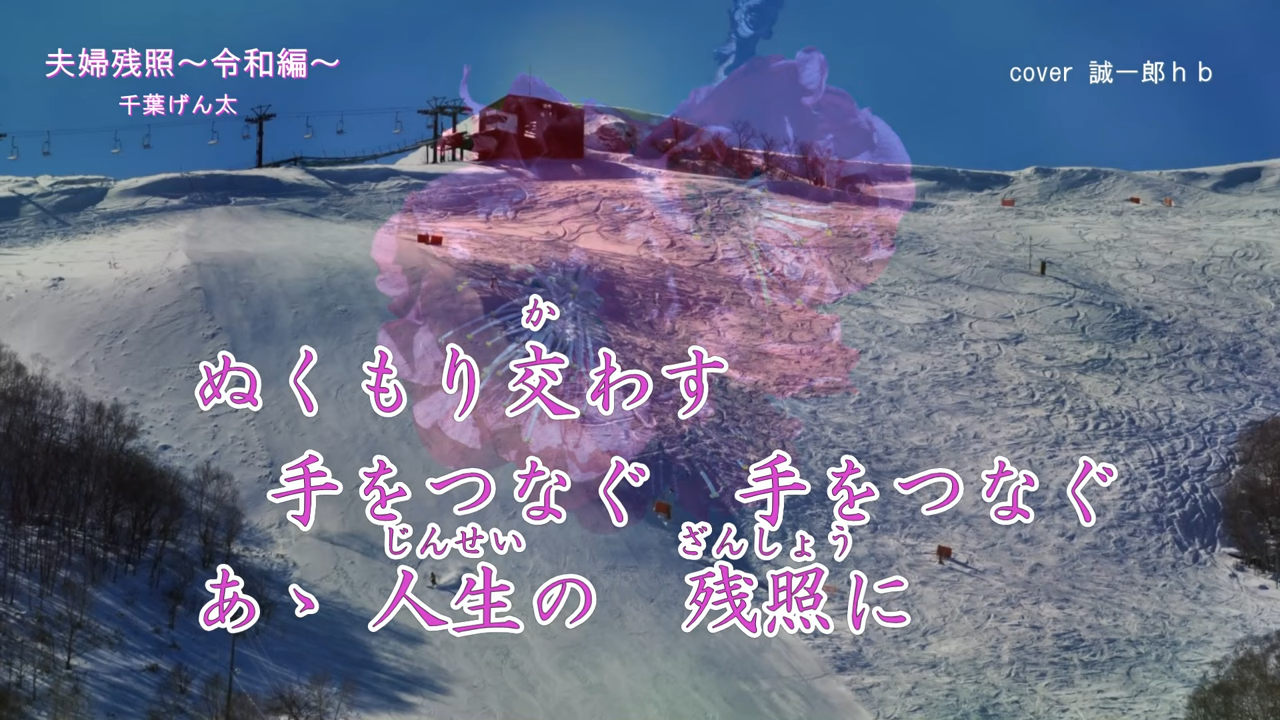 夫婦残照～令和編～
千葉げん太
cover 誠一郎ｈｂ
か
ぬくもり交わす
手をつなぐ　手をつなぐ
じんせい　ざんしょう
あゝ 人生の　残照に